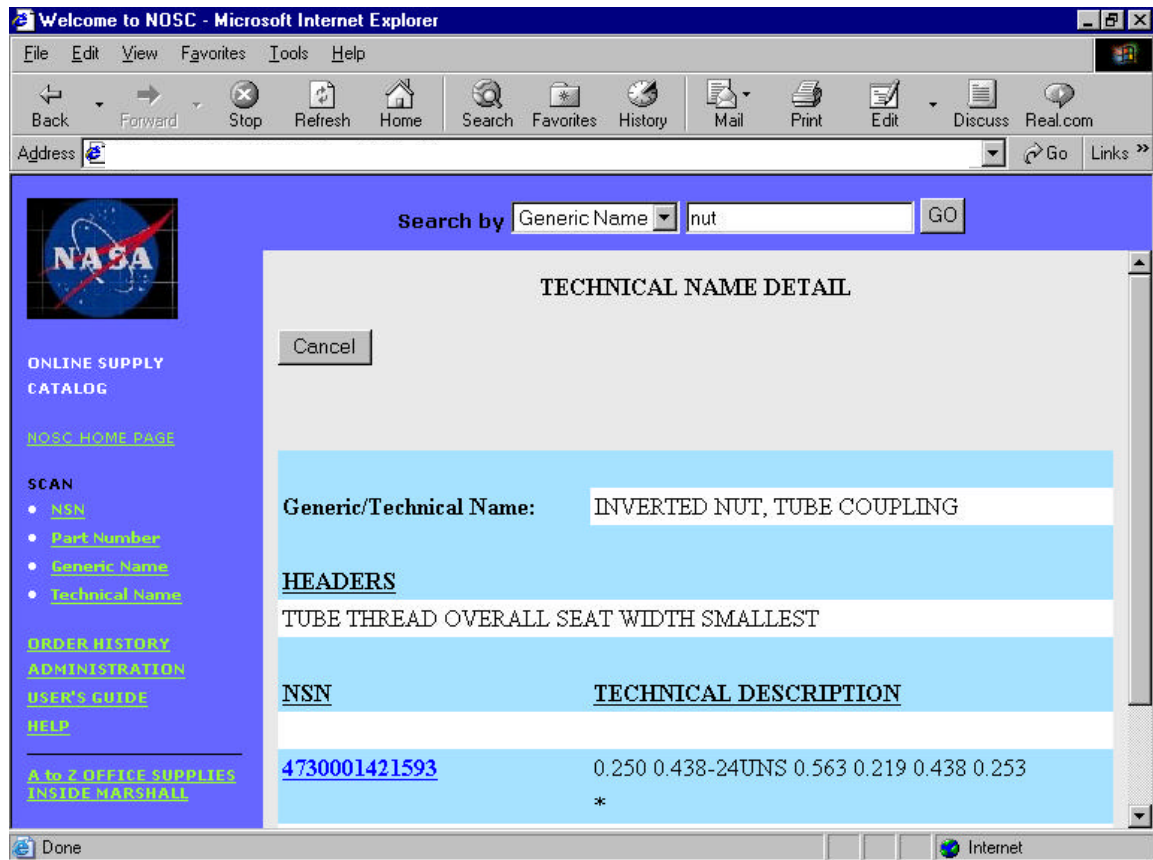 Welcome to NOSC - Microsoft Internet Explorer
File Edit View Favorites Tools Help
Back Forward Stop Refresh Home Search Favorites History Mail Print Edit Discuss Real.com
Address Go Links »
NASA
Search by Generic Name nut GO
ONLINE SUPPLY
CATALOG
NOSC HOME PAGE
SCAN
• NSN
• Part Number
• Generic Name
• Technical Name
ORDER HISTORY
ADMINISTRATION
USER'S GUIDE
HELP
A to Z OFFICE SUPPLIES
INSIDE MARSHALL
TECHNICAL NAME DETAIL
Cancel
Generic/Technical Name: INVERTED NUT, TUBE COUPLING
HEADERS
TUBE THREAD OVERALL SEAT WIDTH SMALLEST
NSN TECHNICAL DESCRIPTION
4730001421593 0.250 0.438-24UNS 0.563 0.219 0.438 0.253
*
Done Internet